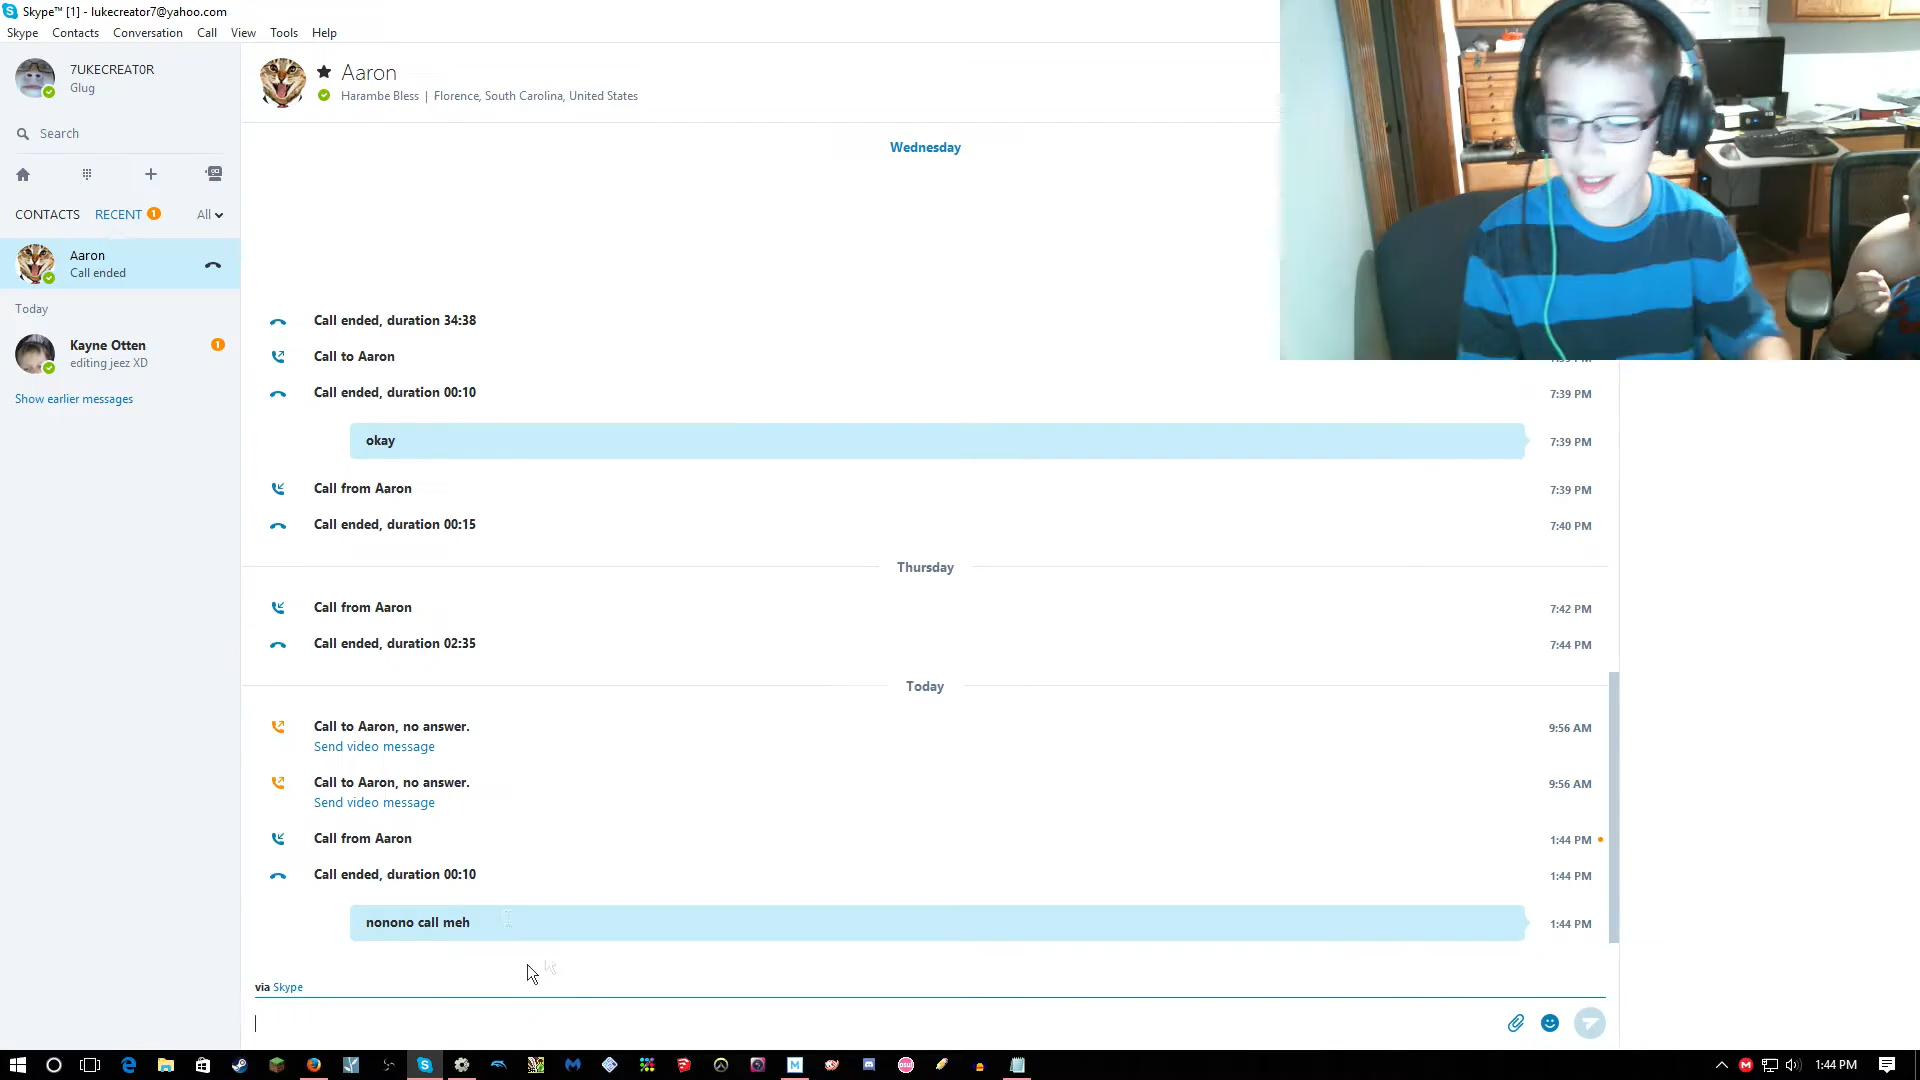 Skype™ [1] - lukecreator7@yahoo.com
Skype Contacts Conversation Call View Tools Help
7UKECREAT0R
Glug
Search
CONTACTS RECENT 1 All
Aaron
Call ended
Today
Kayne Otten 1
editing jeez XD
Show earlier messages
Aaron
Harambe Bless | Florence, South Carolina, United States
Wednesday
Call ended, duration 34:38
Call to Aaron
Call ended, duration 00:10 7:39 PM
okay 7:39 PM
Call from Aaron 7:39 PM
Call ended, duration 00:15 7:40 PM
Thursday
Call from Aaron 7:42 PM
Call ended, duration 02:35 7:44 PM
Today
Call to Aaron, no answer. 9:56 AM
Send video message
Call to Aaron, no answer. 9:56 AM
Send video message
Call from Aaron 1:44 PM
Call ended, duration 00:10 1:44 PM
nonono call meh 1:44 PM
via Skype
1:44 PM